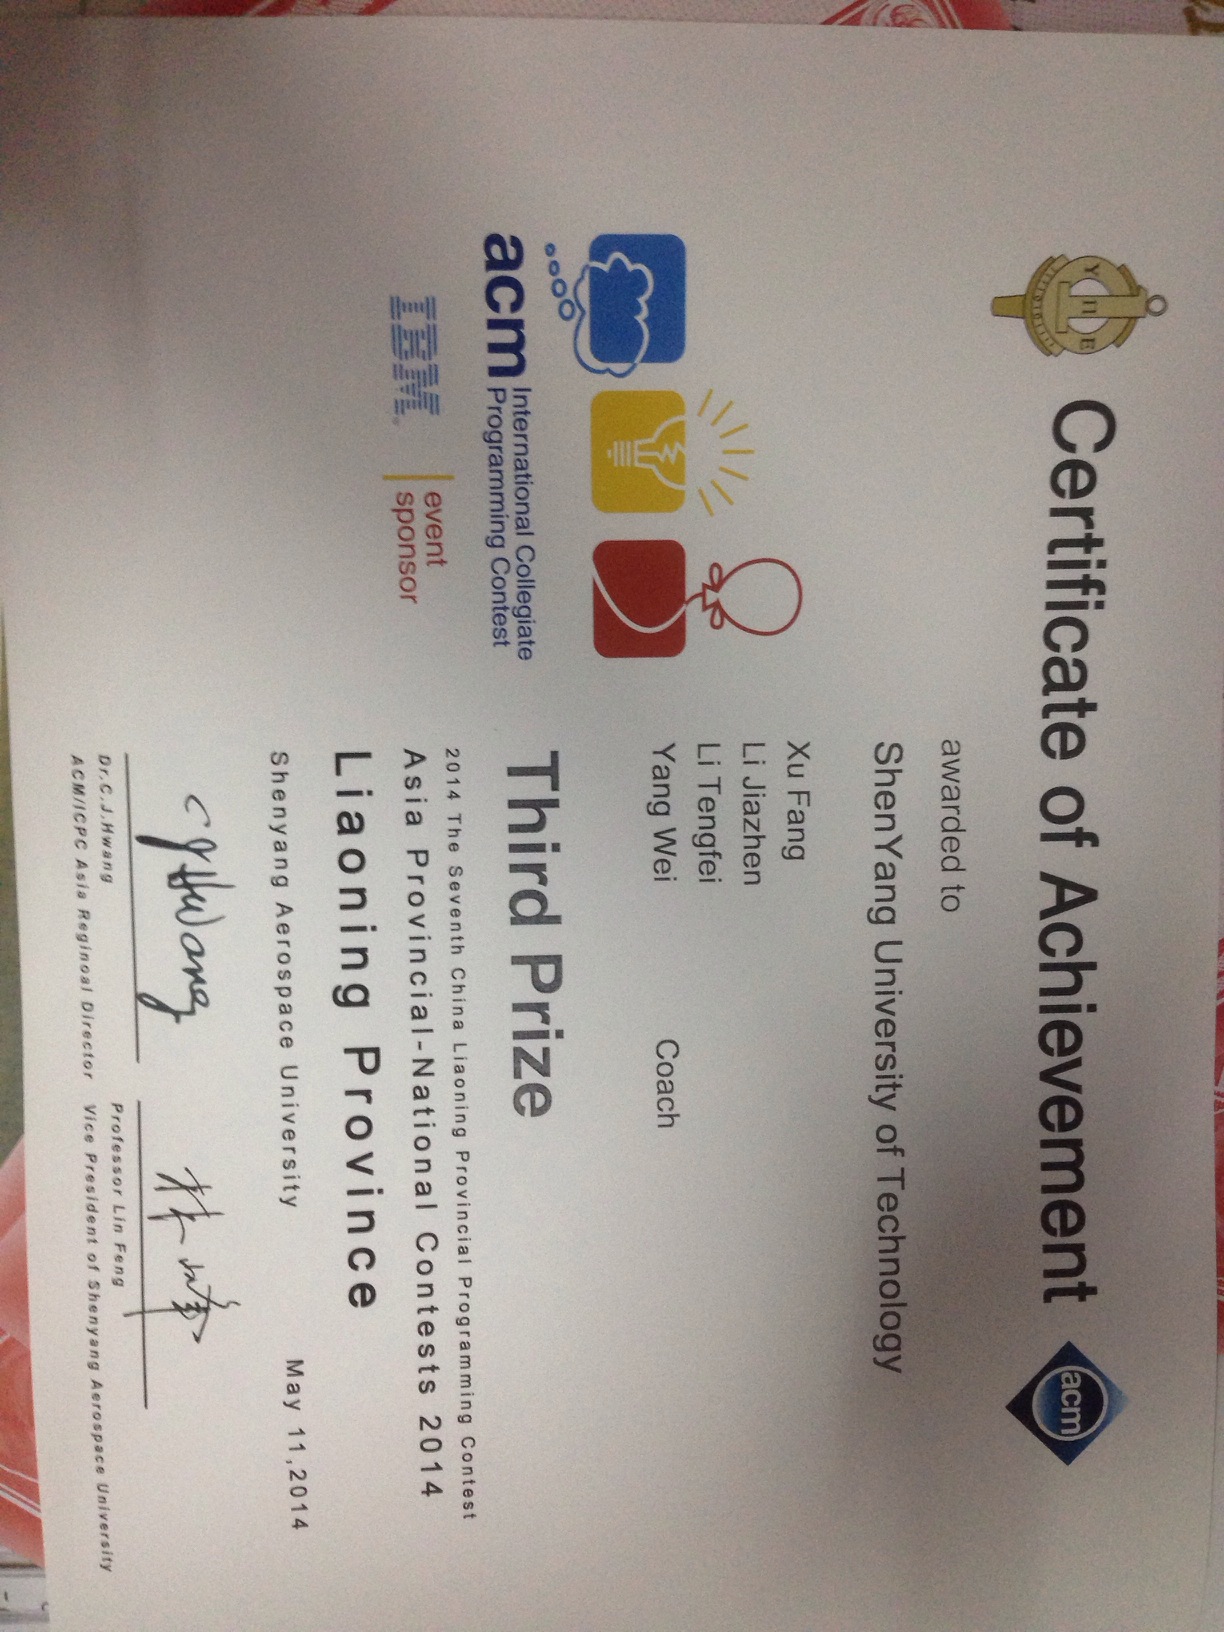 Y Π E
Certificate of Achievement
acm
awarded to
ShenYang University of Technology
Xu Fang
Li Jiazhen
Li Tengfei
Yang Wei Coach
acm International Collegiate
Programming Contest
IBM event
sponsor
Third Prize
2014 The Seventh China Liaoning Provincial Programming Contest
Asia Provincial-National Contests 2014
Liaoning Province
Shenyang Aerospace University May 11,2014
CJHwang 林峰
Dr.C.J.Hwang Professor Lin Feng
ACM/ICPC Asia Reginoal Director Vice President of Shenyang Aerospace University